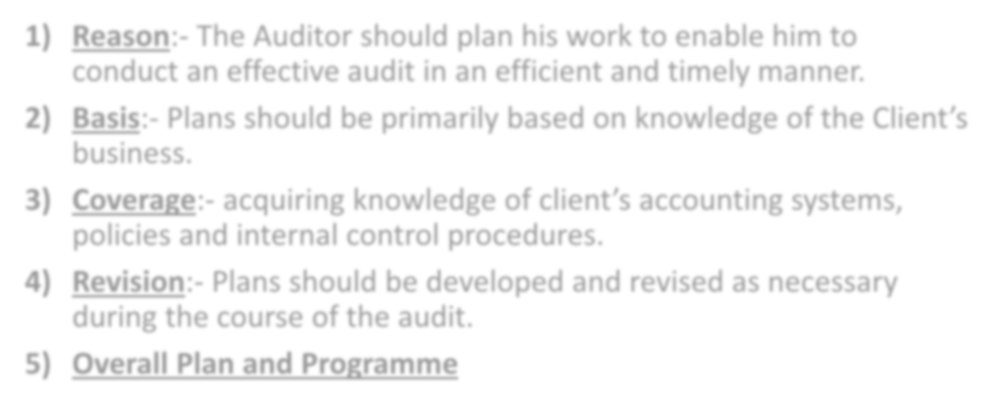 1) Reason:- The Auditor should plan his work to enable him to
conduct an effective audit in an efficient and timely manner.
2) Basis:- Plans should be primarily based on knowledge of the Client’s
business.
3) Coverage:- acquiring knowledge of client’s accounting systems,
policies and internal control procedures.
4) Revision:- Plans should be developed and revised as necessary
during the course of the audit.
5) Overall Plan and Programme